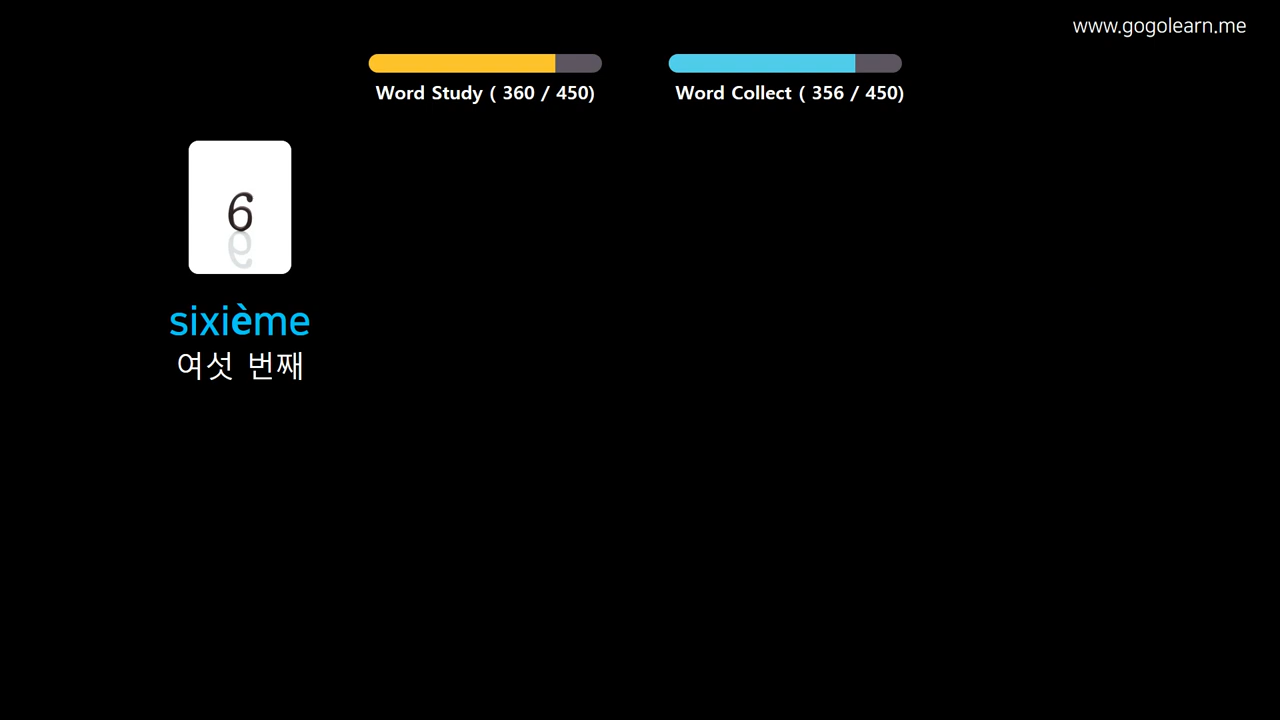 www.gogolearn.me
Word Study ( 360 / 450)
Word Collect ( 356 / 450)
6
sixième
여섯 번째